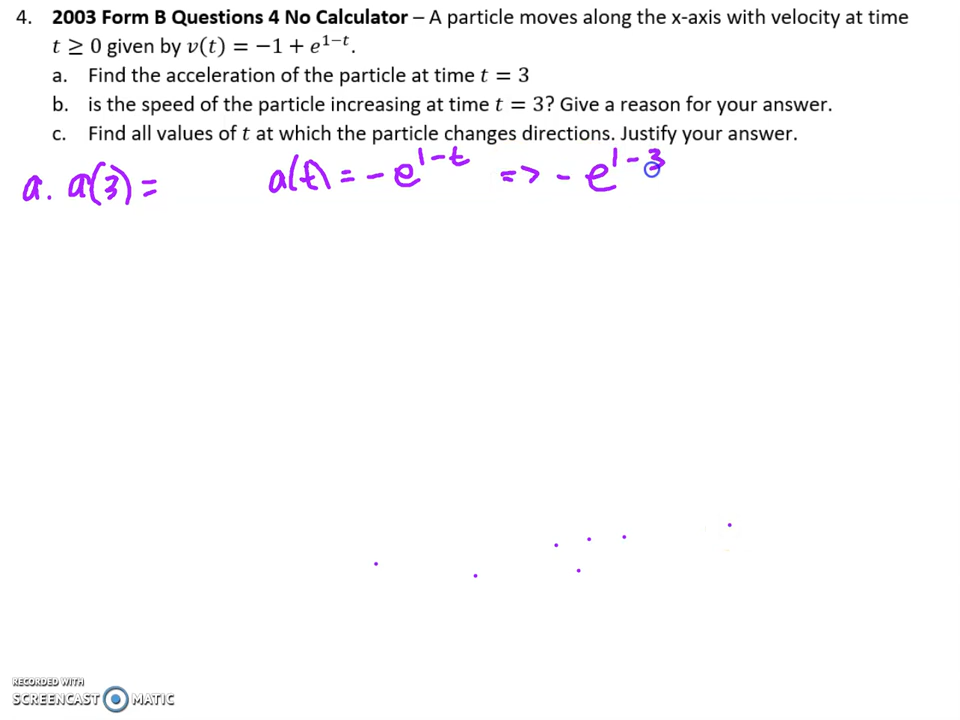 4. 2003 Form B Questions 4 No Calculator – A particle moves along the x-axis with velocity at time
t ≥ 0 given by v(t) = −1 + e^{1−t}.
a. Find the acceleration of the particle at time t = 3
b. is the speed of the particle increasing at time t = 3? Give a reason for your answer.
c. Find all values of t at which the particle changes directions. Justify your answer.
a. a(3) = a(t) = -e^{1-t} => -e^{1-3}
RECORDED WITH
SCREENCAST MATIC